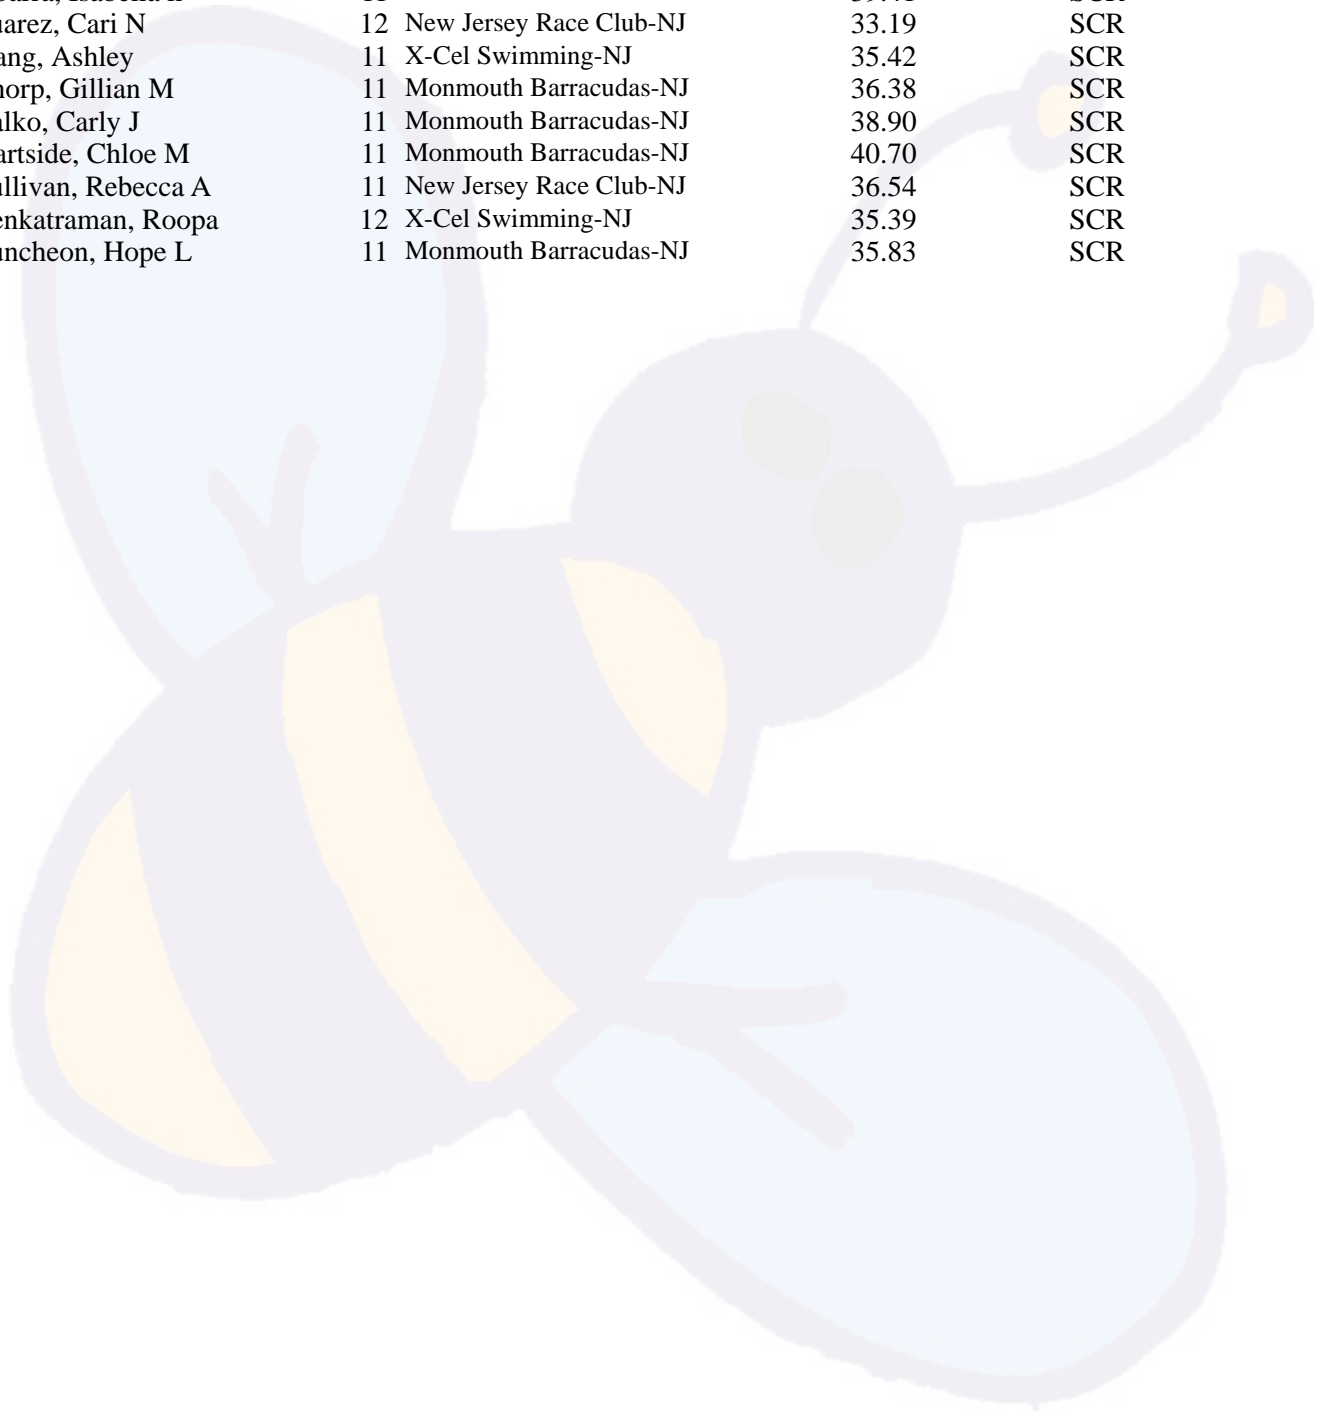 Isabella 11 SCR
uarez, Cari N 12 New Jersey Race Club-NJ 33.19 SCR
ang, Ashley 11 X-Cel Swimming-NJ 35.42 SCR
horp, Gillian M 11 Monmouth Barracudas-NJ 36.38 SCR
alko, Carly J 11 Monmouth Barracudas-NJ 38.90 SCR
artside, Chloe M 11 Monmouth Barracudas-NJ 40.70 SCR
ullivan, Rebecca A 11 New Jersey Race Club-NJ 36.54 SCR
enkatraman, Roopa 12 X-Cel Swimming-NJ 35.39 SCR
uncheon, Hope L 11 Monmouth Barracudas-NJ 35.83 SCR